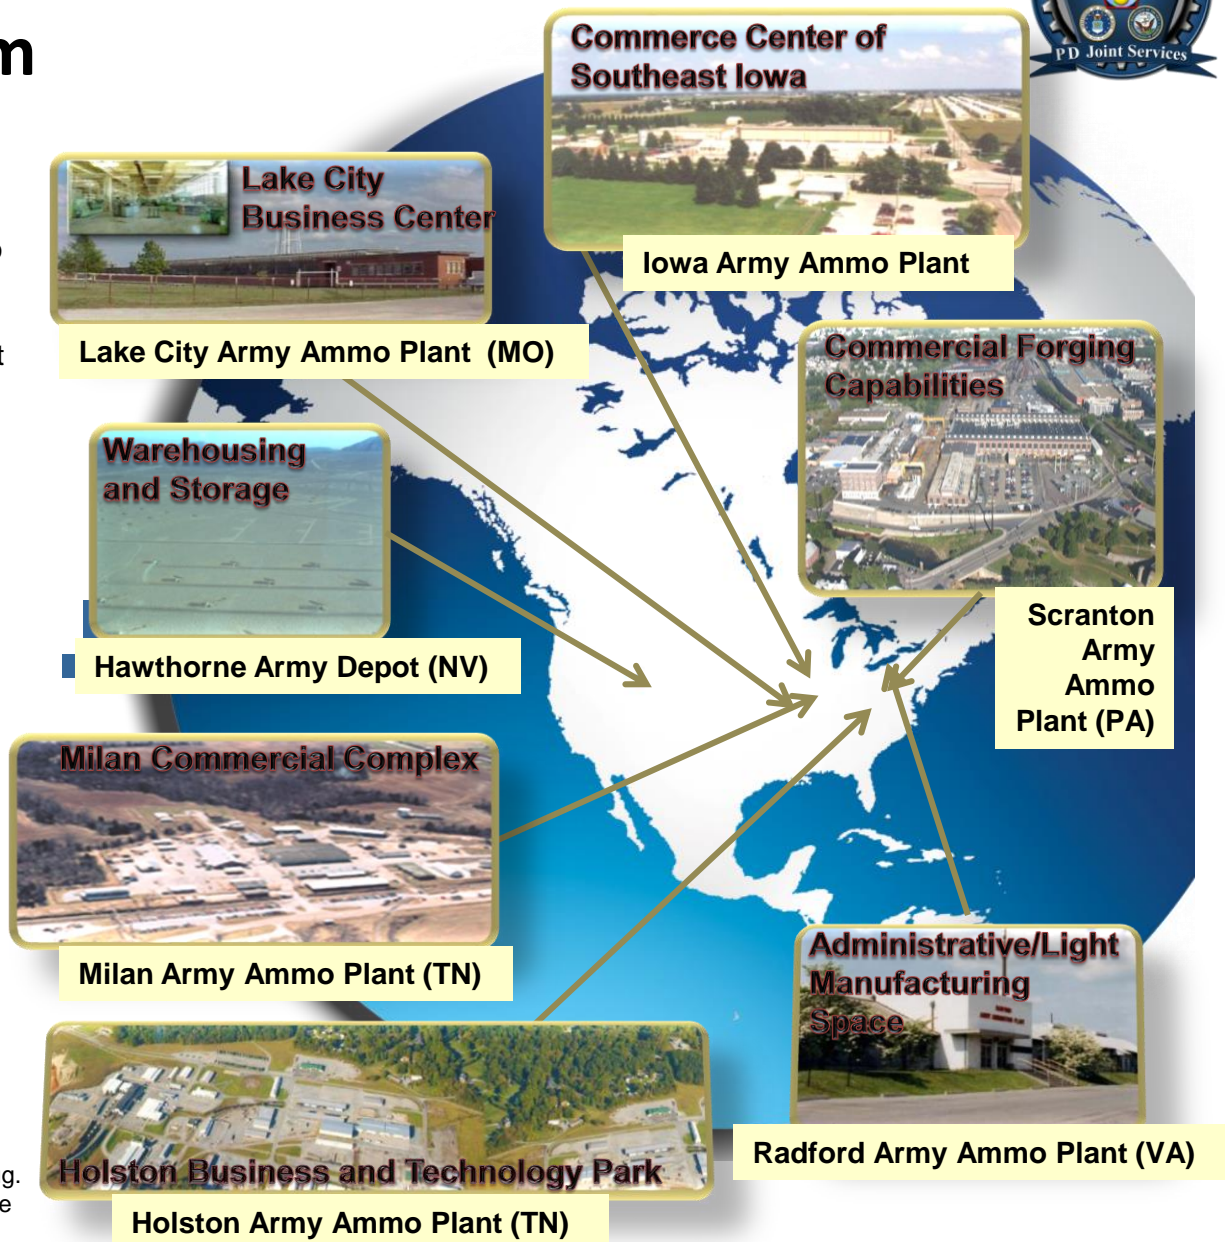 m
PD Joint Services
Commerce Center of
Southeast Iowa
Iowa Army Ammo Plant
Lake City
Business Center
Lake City Army Ammo Plant (MO)
o
t
Commercial Forging
Capabilities
Scranton
Army
Ammo
Plant (PA)
Warehousing
and Storage
Hawthorne Army Depot (NV)
Milan Commercial Complex
Milan Army Ammo Plant (TN)
Administrative/Light
Manufacturing
Space
Radford Army Ammo Plant (VA)
g.
e
Holston Business and Technology Park
Holston Army Ammo Plant (TN)